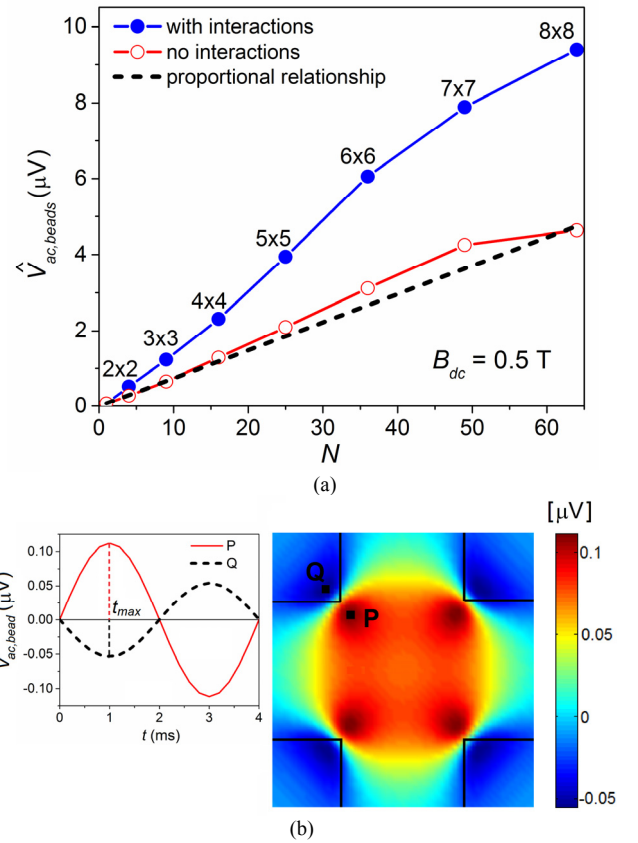 with interactions
no interactions
proportional relationship
10
8
6
4
2
0
V̂ac,beads (μV)
2x2
3x3
4x4
5x5
6x6
7x7
8x8
Bdc = 0.5 T
0 10 20 30 40 50 60
N
(a)
0.10
0.05
0.00
-0.05
-0.10
Vac,bead (μV)
P
Q
tmax
0 1 2 3 4
t (ms)
Q
P
[μV]
0.1
0.05
0
-0.05
(b)